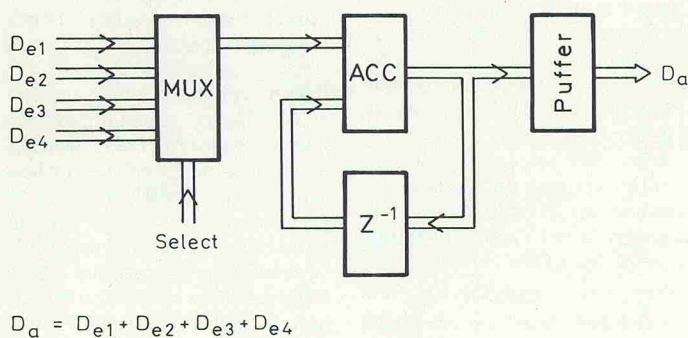 De1
De2
De3
De4
MUX
Select
ACC
Z⁻¹
Puffer
Da
Da = De1 + De2 + De3 + De4